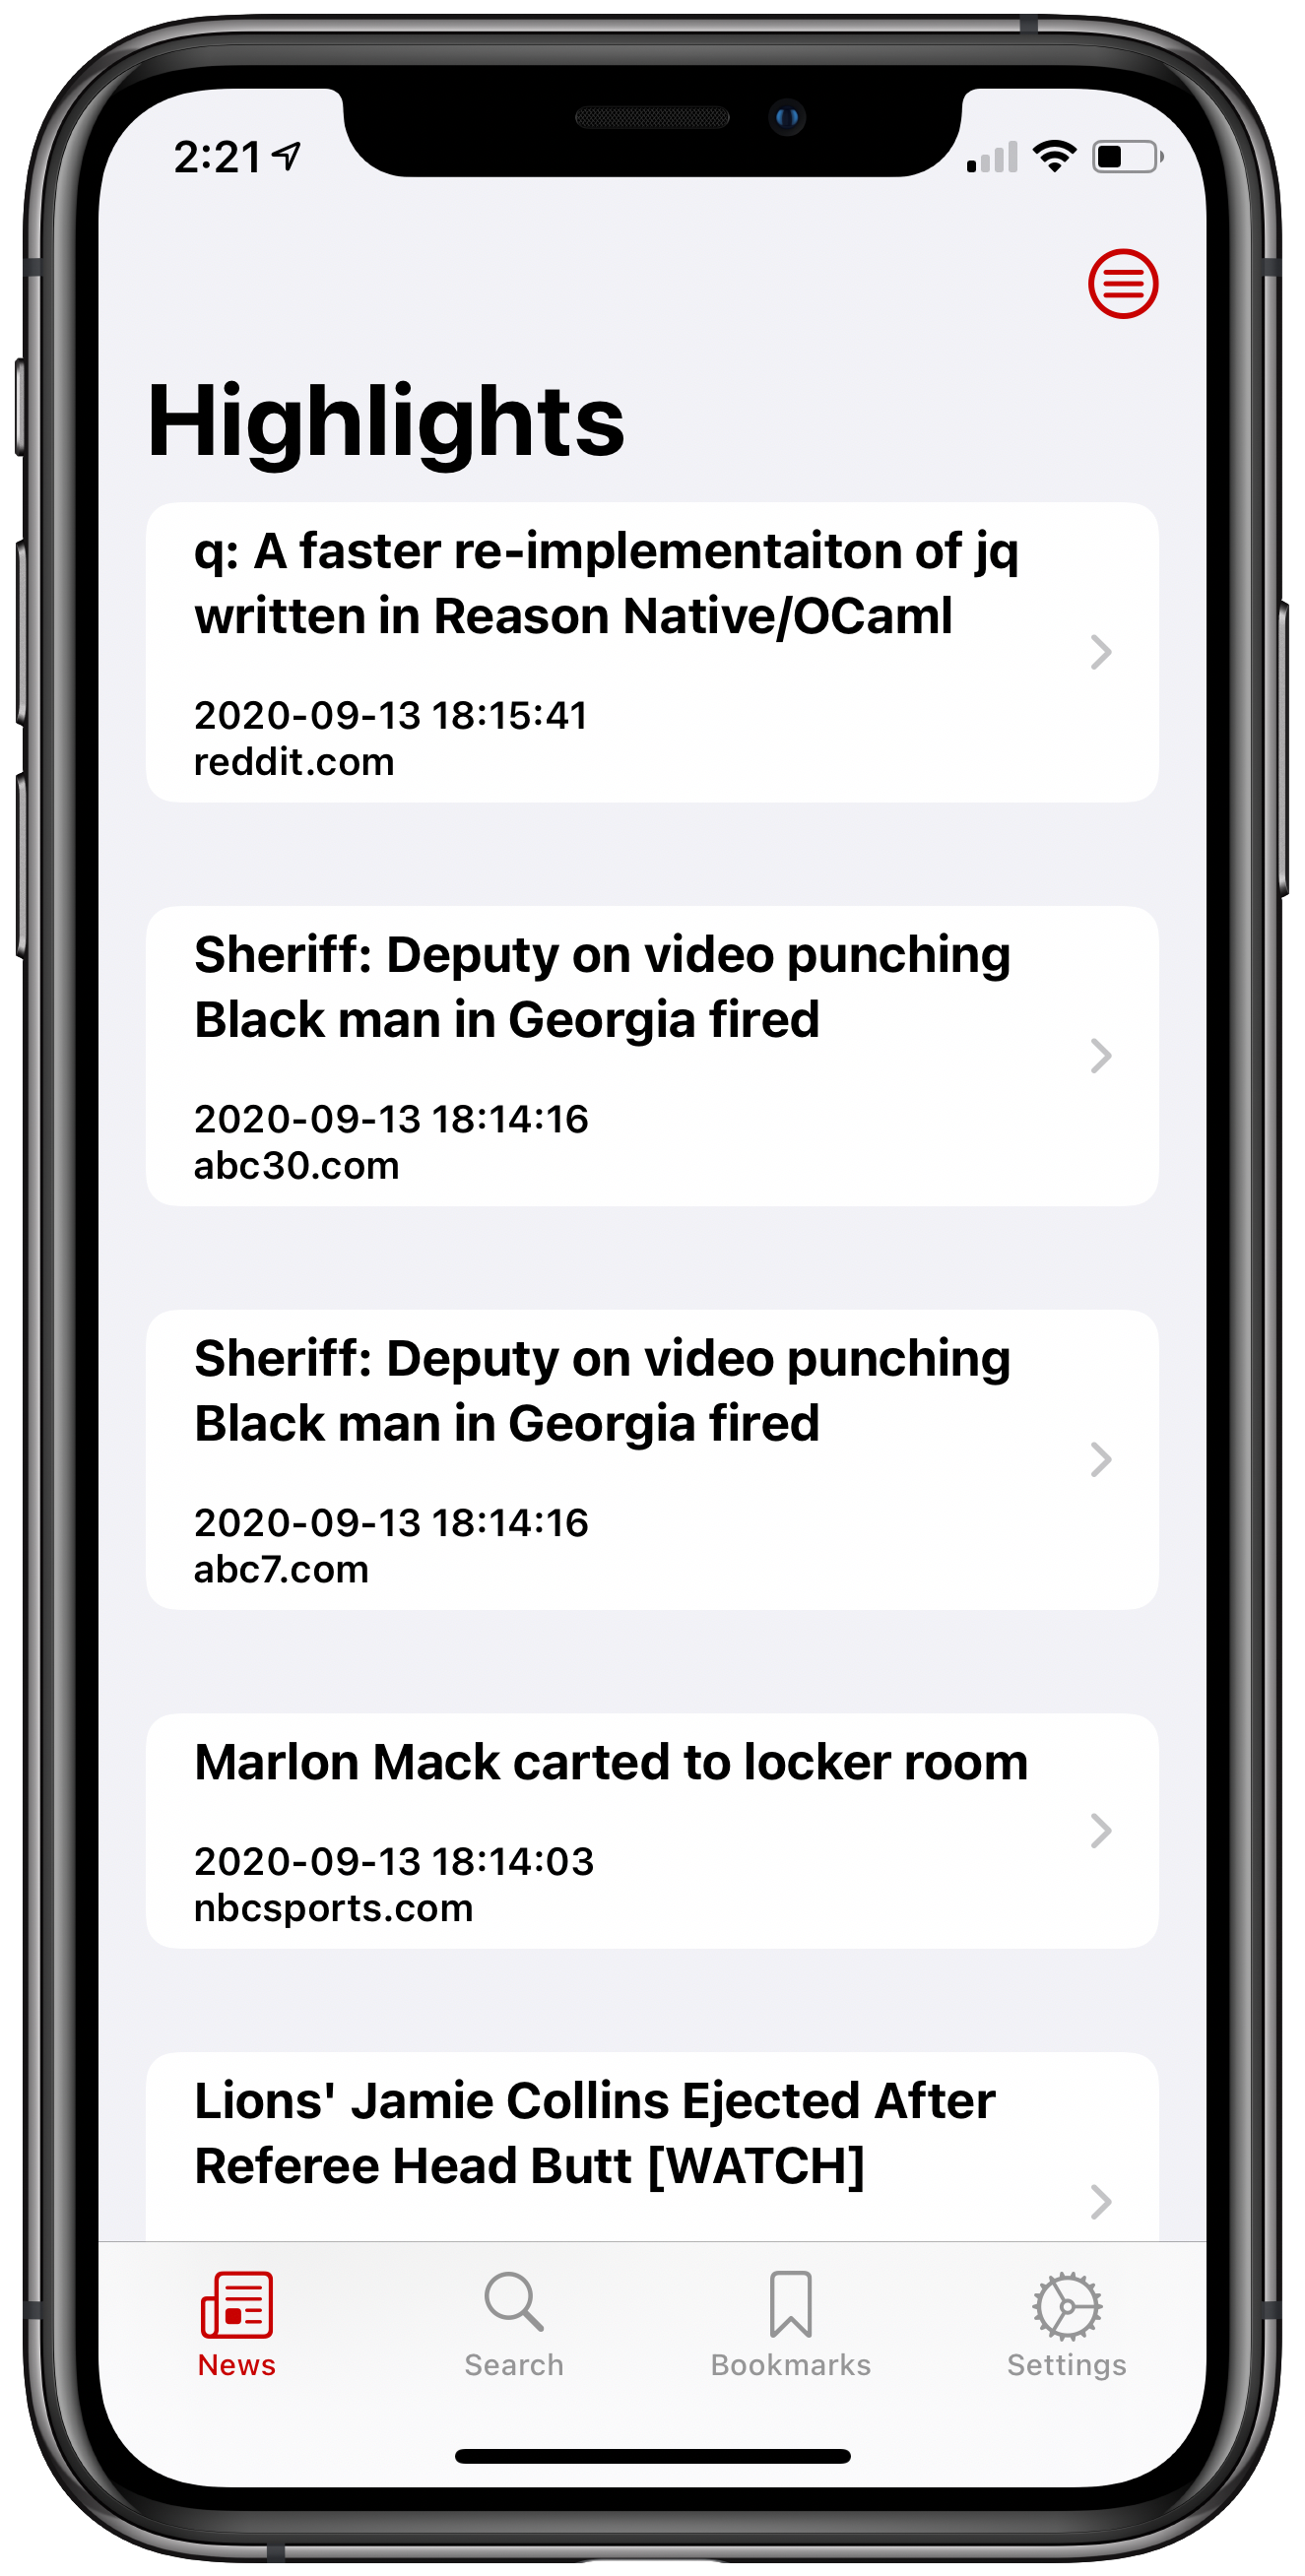 2:21
Highlights
q: A faster re-implementaiton of jq
written in Reason Native/OCaml
2020-09-13 18:15:41
reddit.com
Sheriff: Deputy on video punching
Black man in Georgia fired
2020-09-13 18:14:16
abc30.com
Sheriff: Deputy on video punching
Black man in Georgia fired
2020-09-13 18:14:16
abc7.com
Marlon Mack carted to locker room
2020-09-13 18:14:03
nbcsports.com
Lions' Jamie Collins Ejected After
Referee Head Butt [WATCH]
News
Search
Bookmarks
Settings